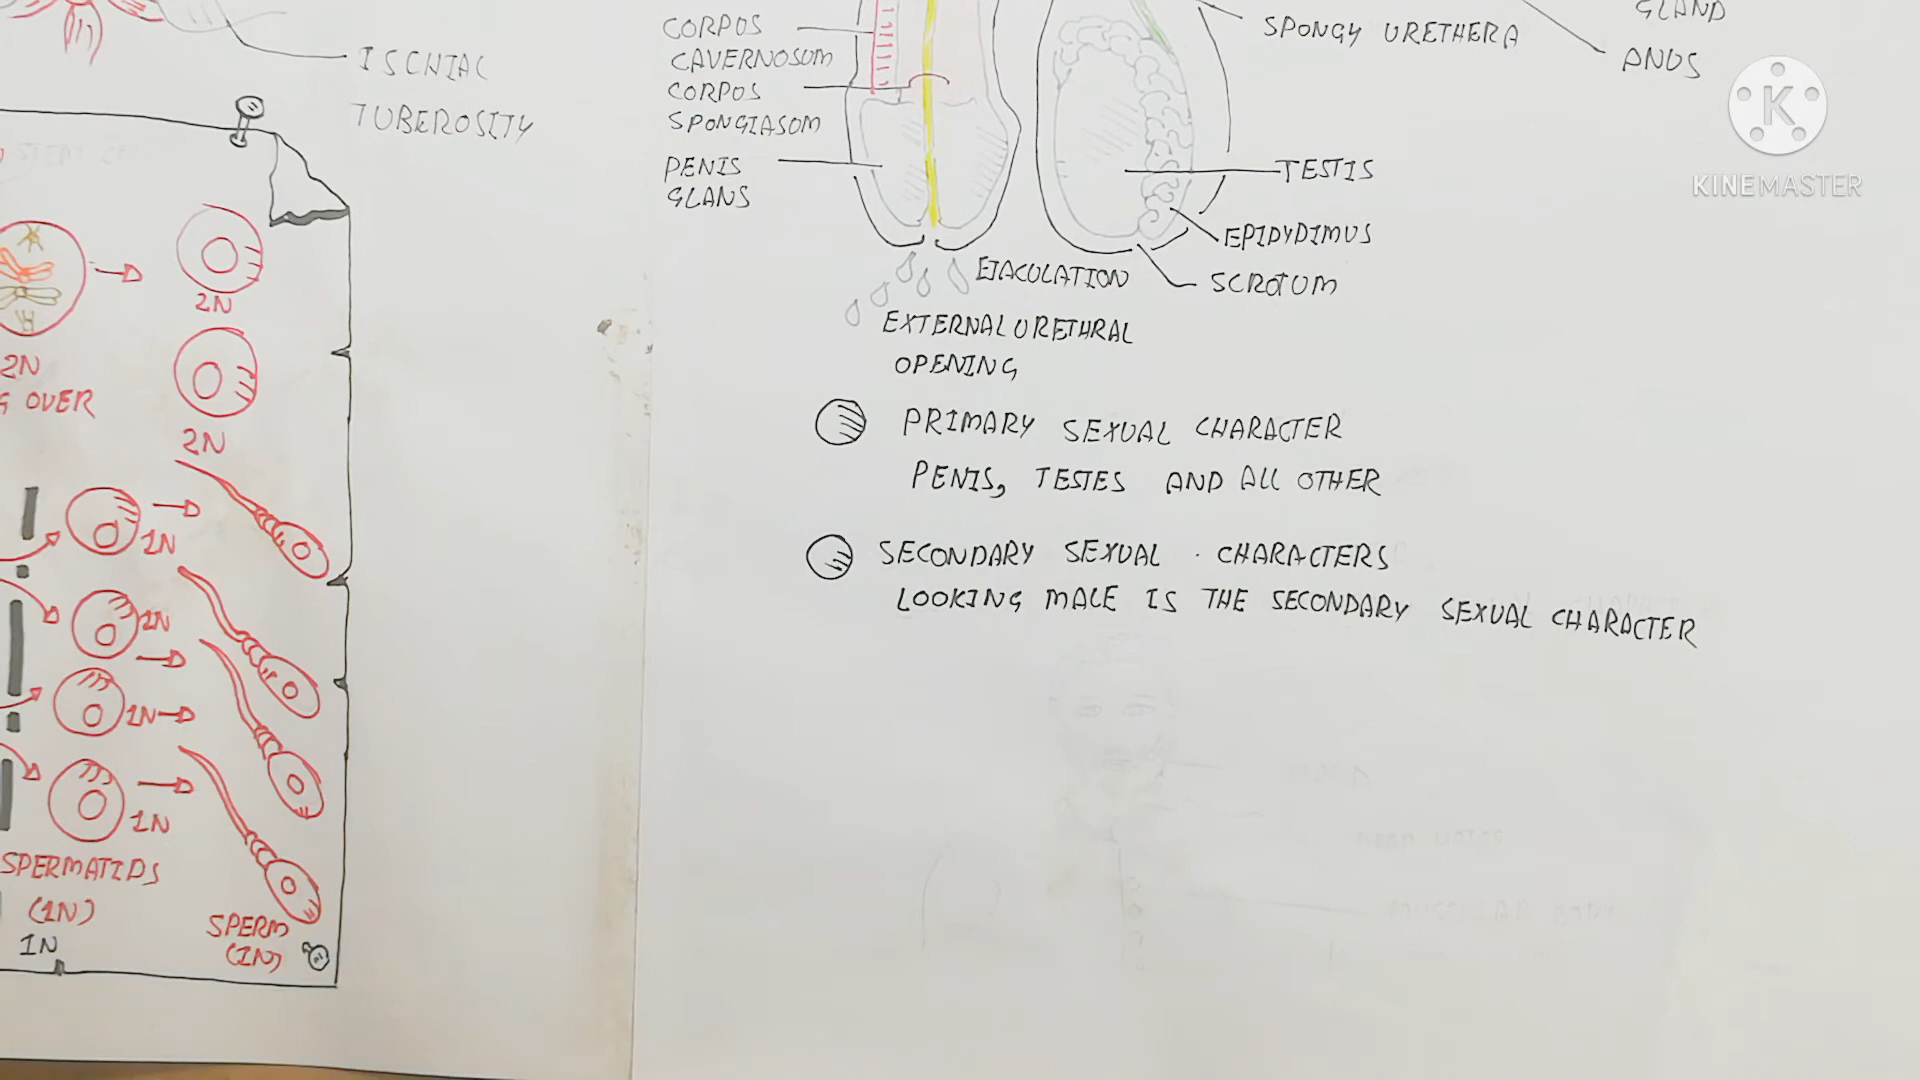 ISCHIAL
TUBEROSITY
2N
2N
G OVER
2N
1N
2N
1N
1N
SPERMATIDS
(1N)
1N
SPERM
(1N)
CORPOS
CAVERNOSOM
CORPOS
SPONGIASOM
PENIS
GLANS
SPONGY URETHERA
GLAND
ANUS
TESTIS
EPIDYDIMUS
SCROTUM
EJACULATION
EXTERNAL URETHRAL
OPENING
PRIMARY SEXUAL CHARACTER
PENIS, TESTES AND ALL OTHER
SECONDARY SEXUAL CHARACTERS
LOOKING MALE IS THE SECONDARY SEXUAL CHARACTER
K
KINEMASTER